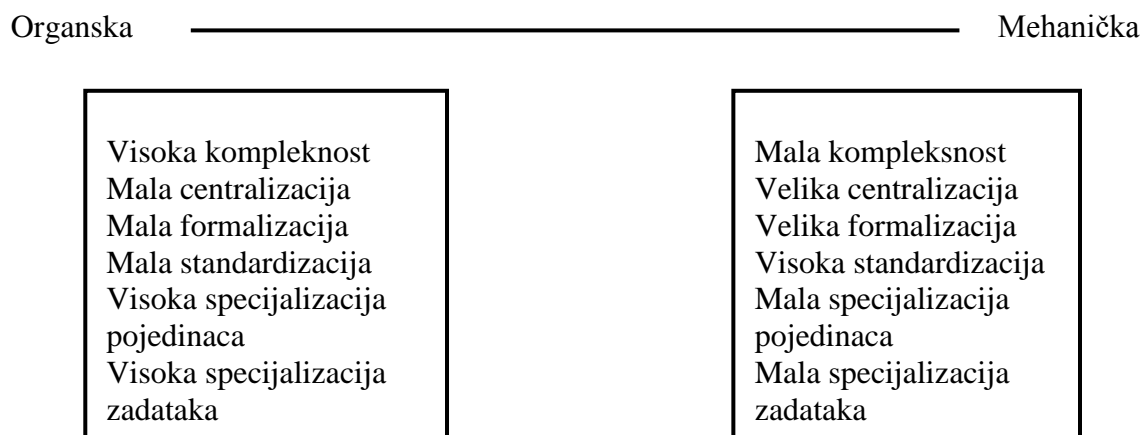 Organska Mehanička
Visoka kompleknost
Mala centralizacija
Mala formalizacija
Mala standardizacija
Visoka specijalizacija
pojedinaca
Visoka specijalizacija
zadataka
Mala kompleksnost
Velika centralizacija
Velika formalizacija
Visoka standardizacija
Mala specijalizacija
pojedinaca
Mala specijalizacija
zadataka